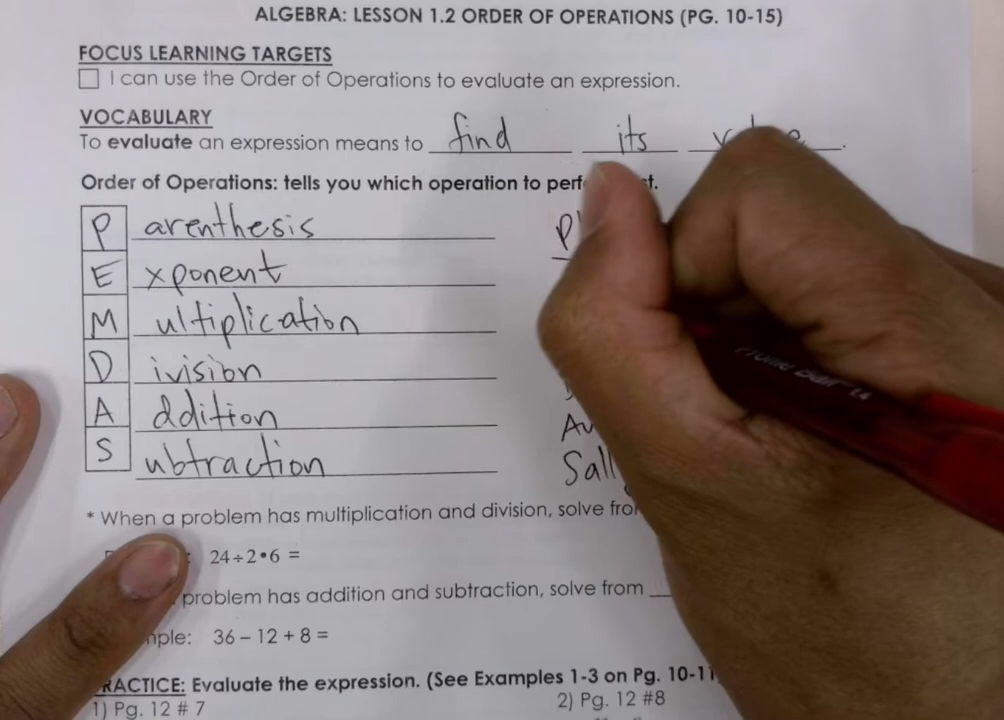 ALGEBRA: LESSON 1.2 ORDER OF OPERATIONS (PG. 10-15)
FOCUS LEARNING TARGETS
I can use the Order of Operations to evaluate an expression.
VOCABULARY
To evaluate an expression means to find its .
Order of Operations: tells you which operation to
P arenthesis
E xponent
M ultiplication
D ivision
A ddition
S ubtraction
Sall
* When a problem has multiplication and division, solve
24÷2•6 =
problem has addition and subtraction, solve from
36 – 12 + 8 =
PRACTICE: Evaluate the expression. (See Examples 1-3 on Pg. 10-11
1) Pg. 12 # 7
2) Pg. 12 #8